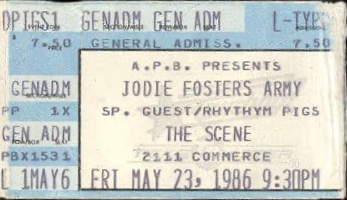 OPIGS1 GENADM GEN ADM L-TYPE
7.50 GENERAL ADMISS. 7.50
A.P.B. PRESENTS
GENADM JODIE FOSTERS ARMY
PP 1X SP. GUEST/RHYTHYM PIGS
GEN ADM THE SCENE
PBX1531 2111 COMMERCE
1MAY6 FRI MAY 23, 1986 9:30PM